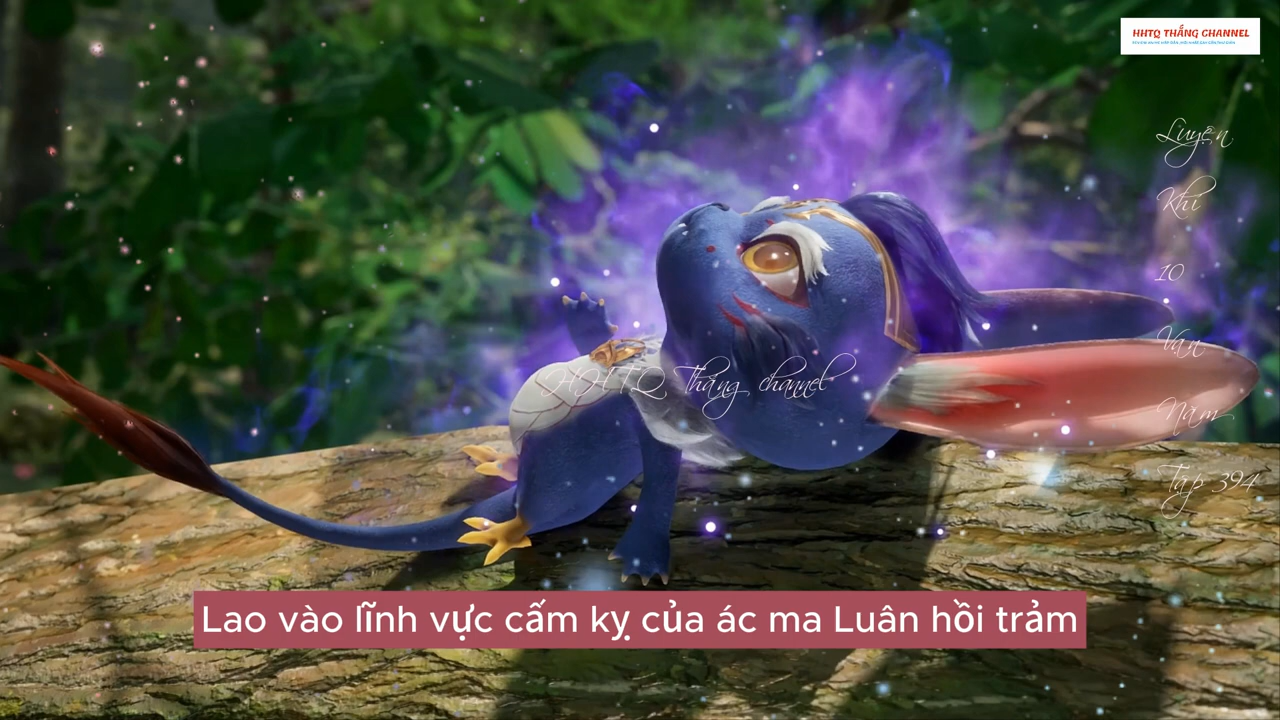 HHTQ THẮNG CHANNEL
Luyện
Khí
10
Vạn
Năm
Tập 394
HHTQ Thắng channel
Lao vào lĩnh vực cấm kỵ của ác ma Luân hồi trảm